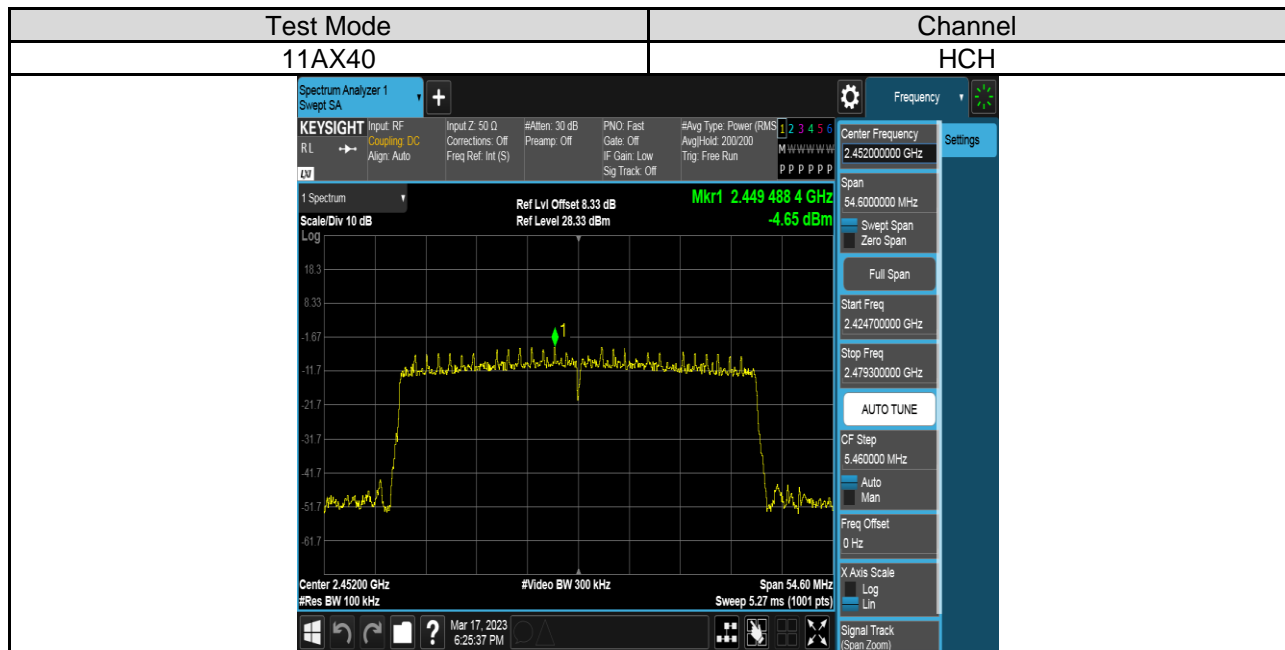 Test Mode Channel
11AX40 HCH
Spectrum Analyzer 1
Swept SA
+
Frequency
KEYSIGHT Input: RF Input Z: 50 Ω #Atten: 30 dB PNO: Fast #Avg Type: Power (RMS 1 2 3 4 5 6
RL Coupling: DC Corrections: Off Preamp: Off Gate: Off Avg|Hold: 200/200 M W W W W W
Align: Auto Freq Ref: Int (S) IF Gain: Low Trig: Free Run
LXI Sig Track: Off P P P P P P
1 Spectrum
Scale/Div 10 dB
Ref Lvl Offset 8.33 dB
Ref Level 28.33 dBm
Mkr1 2.449 488 4 GHz
-4.65 dBm
Log
18.3
8.33
-1.67
-11.7
-21.7
-31.7
-41.7
-51.7
-61.7
1
Center 2.45200 GHz #Video BW 300 kHz Span 54.60 MHz
#Res BW 100 kHz Sweep 5.27 ms (1001 pts)
Center Frequency
2.452000000 GHz
Settings
Span
54.6000000 MHz
Swept Span
Zero Span
Full Span
Start Freq
2.424700000 GHz
Stop Freq
2.479300000 GHz
AUTO TUNE
CF Step
5.460000 MHz
Auto
Man
Freq Offset
0 Hz
X Axis Scale
Log
Lin
Signal Track
(Span Zoom)
?
Mar 17, 2023
6:25:37 PM